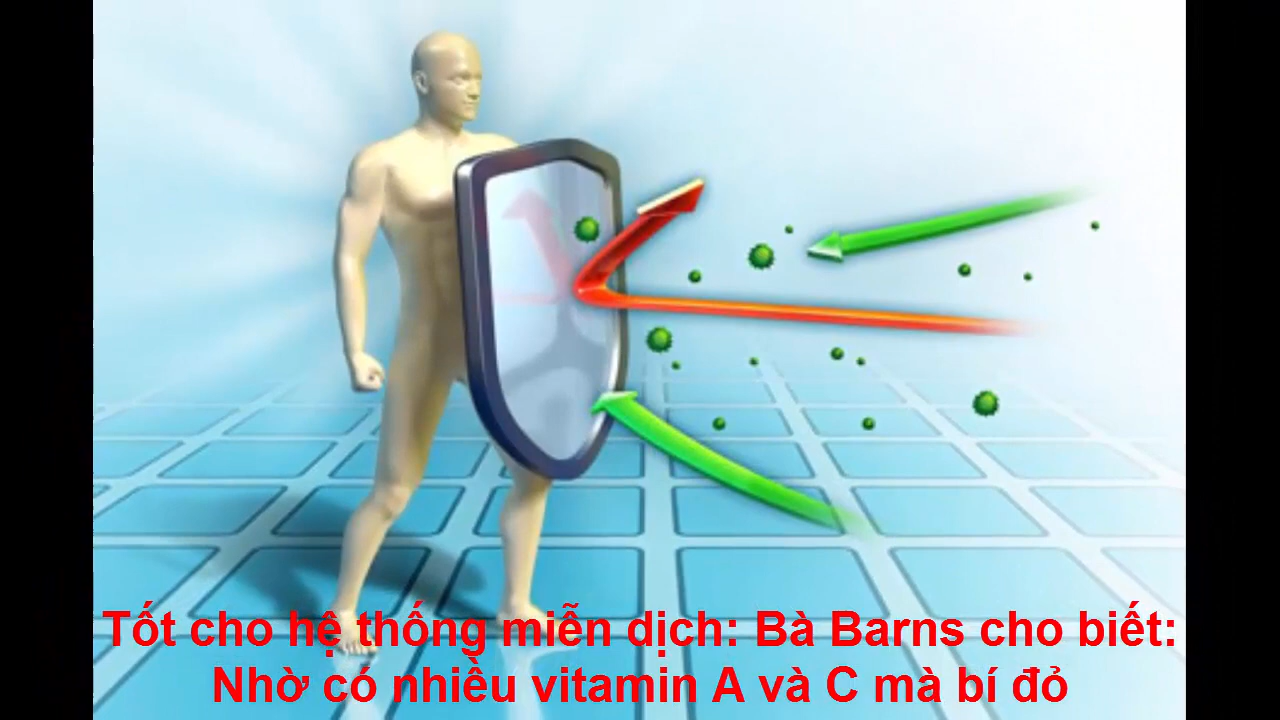 Tốt cho hệ thống miễn dịch: Bà Barns cho biết:
Nhờ có nhiều vitamin A và C mà bí đỏ